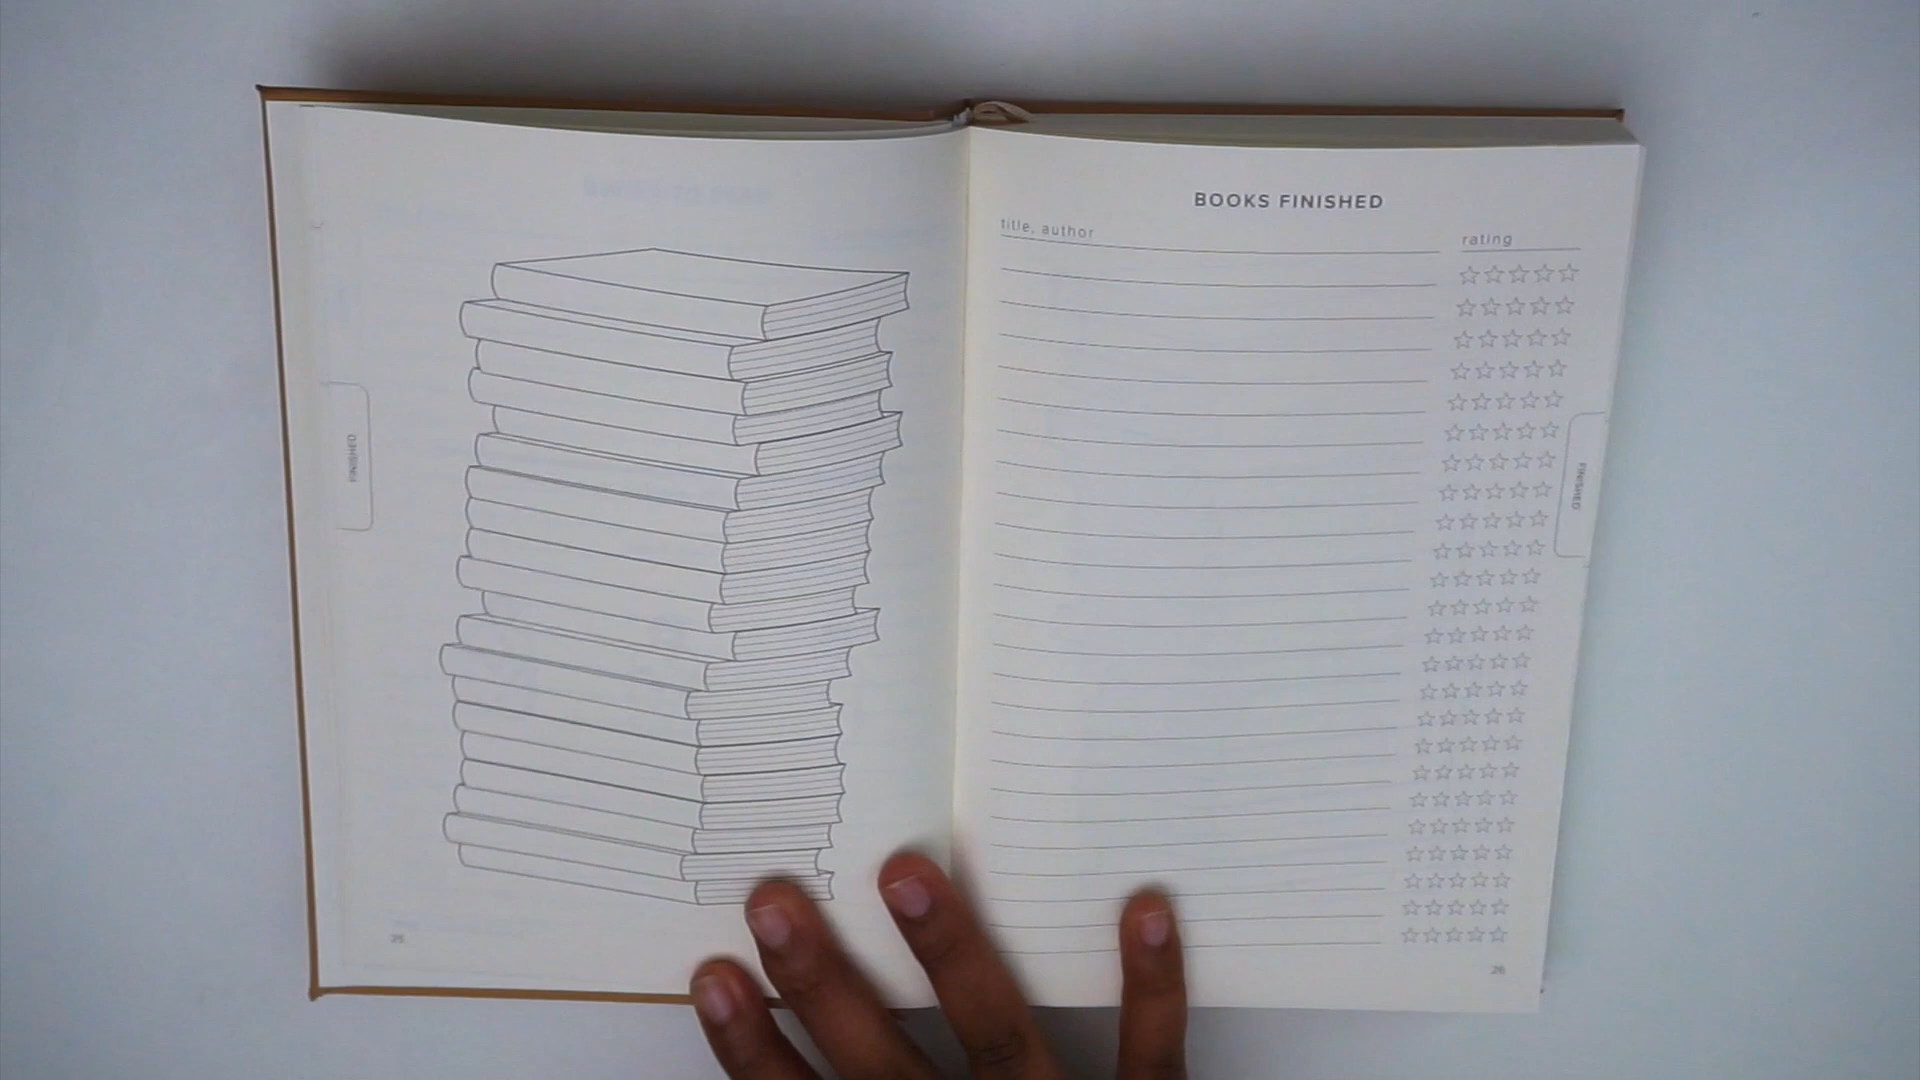 FINISHED
25
BOOKS FINISHED
title, author
rating
FINISHED
26